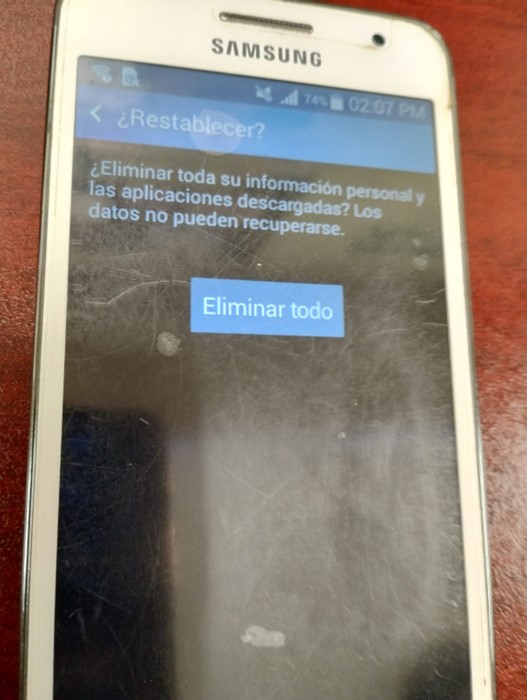 SAMSUNG
74% 02:07 PM
¿Restablecer?
¿Eliminar toda su información personal y
las aplicaciones descargadas? Los
datos no pueden recuperarse.
Eliminar todo